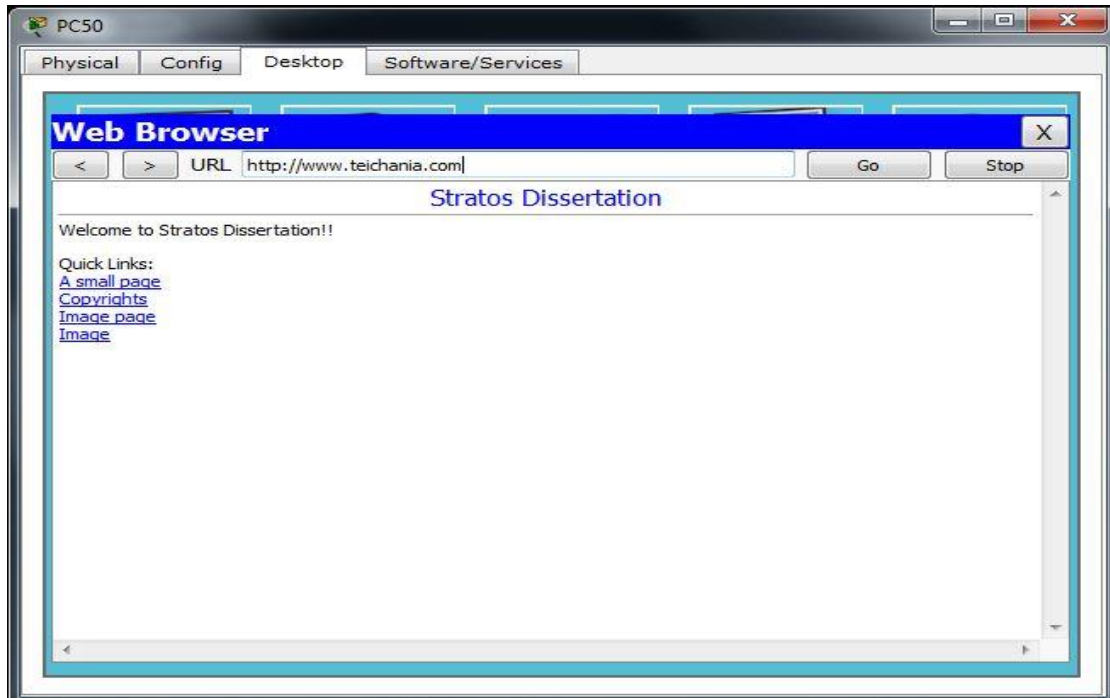 PC50
Physical Config Desktop Software/Services
Web Browser X
< > URL http://www.teichania.com Go Stop
Stratos Dissertation
Welcome to Stratos Dissertation!!
Quick Links:
A small page
Copyrights
Image page
Image